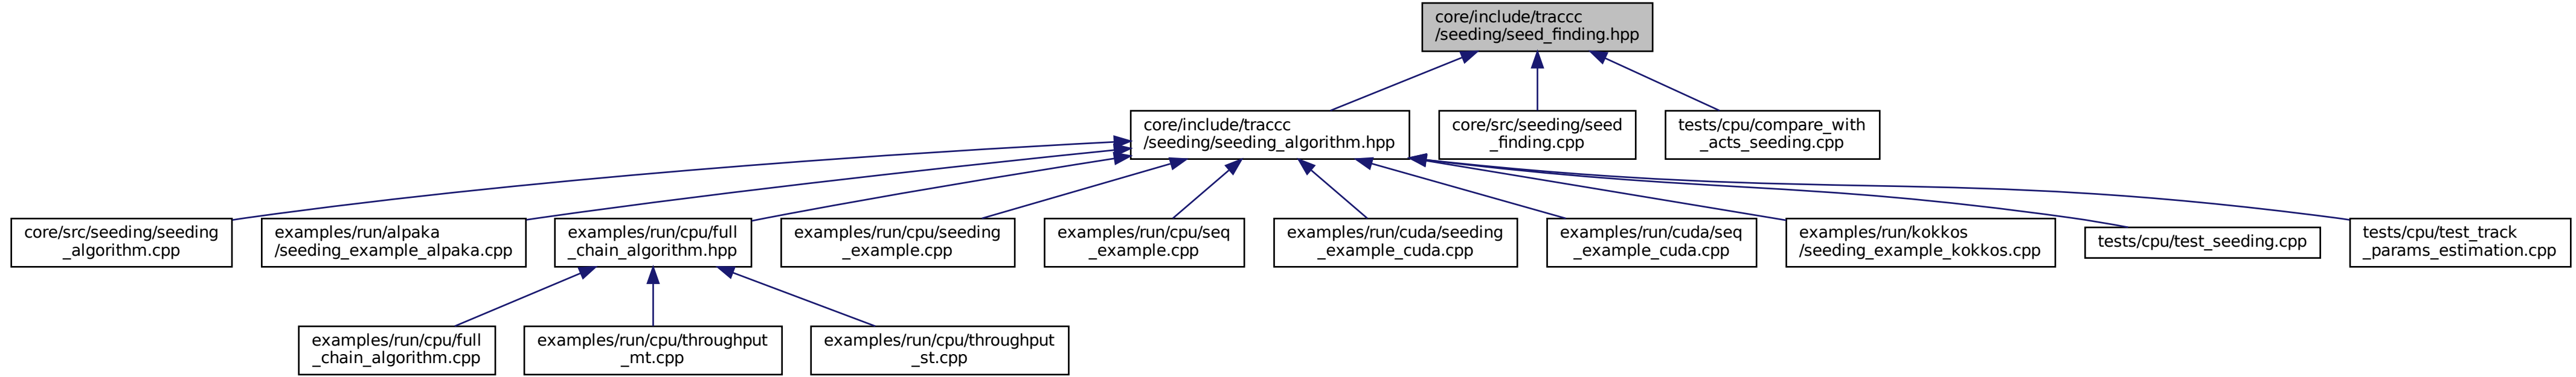 core/include/traccc
/seeding/seed_finding.hpp
core/include/traccc
/seeding/seeding_algorithm.hpp
core/src/seeding/seed
_finding.cpp
tests/cpu/compare_with
_acts_seeding.cpp
core/src/seeding/seeding
_algorithm.cpp
examples/run/alpaka
/seeding_example_alpaka.cpp
examples/run/cpu/full
_chain_algorithm.hpp
examples/run/cpu/seeding
_example.cpp
examples/run/cpu/seq
_example.cpp
examples/run/cuda/seeding
_example_cuda.cpp
examples/run/cuda/seq
_example_cuda.cpp
examples/run/kokkos
/seeding_example_kokkos.cpp
tests/cpu/test_seeding.cpp
tests/cpu/test_track
_params_estimation.cpp
examples/run/cpu/full
_chain_algorithm.cpp
examples/run/cpu/throughput
_mt.cpp
examples/run/cpu/throughput
_st.cpp